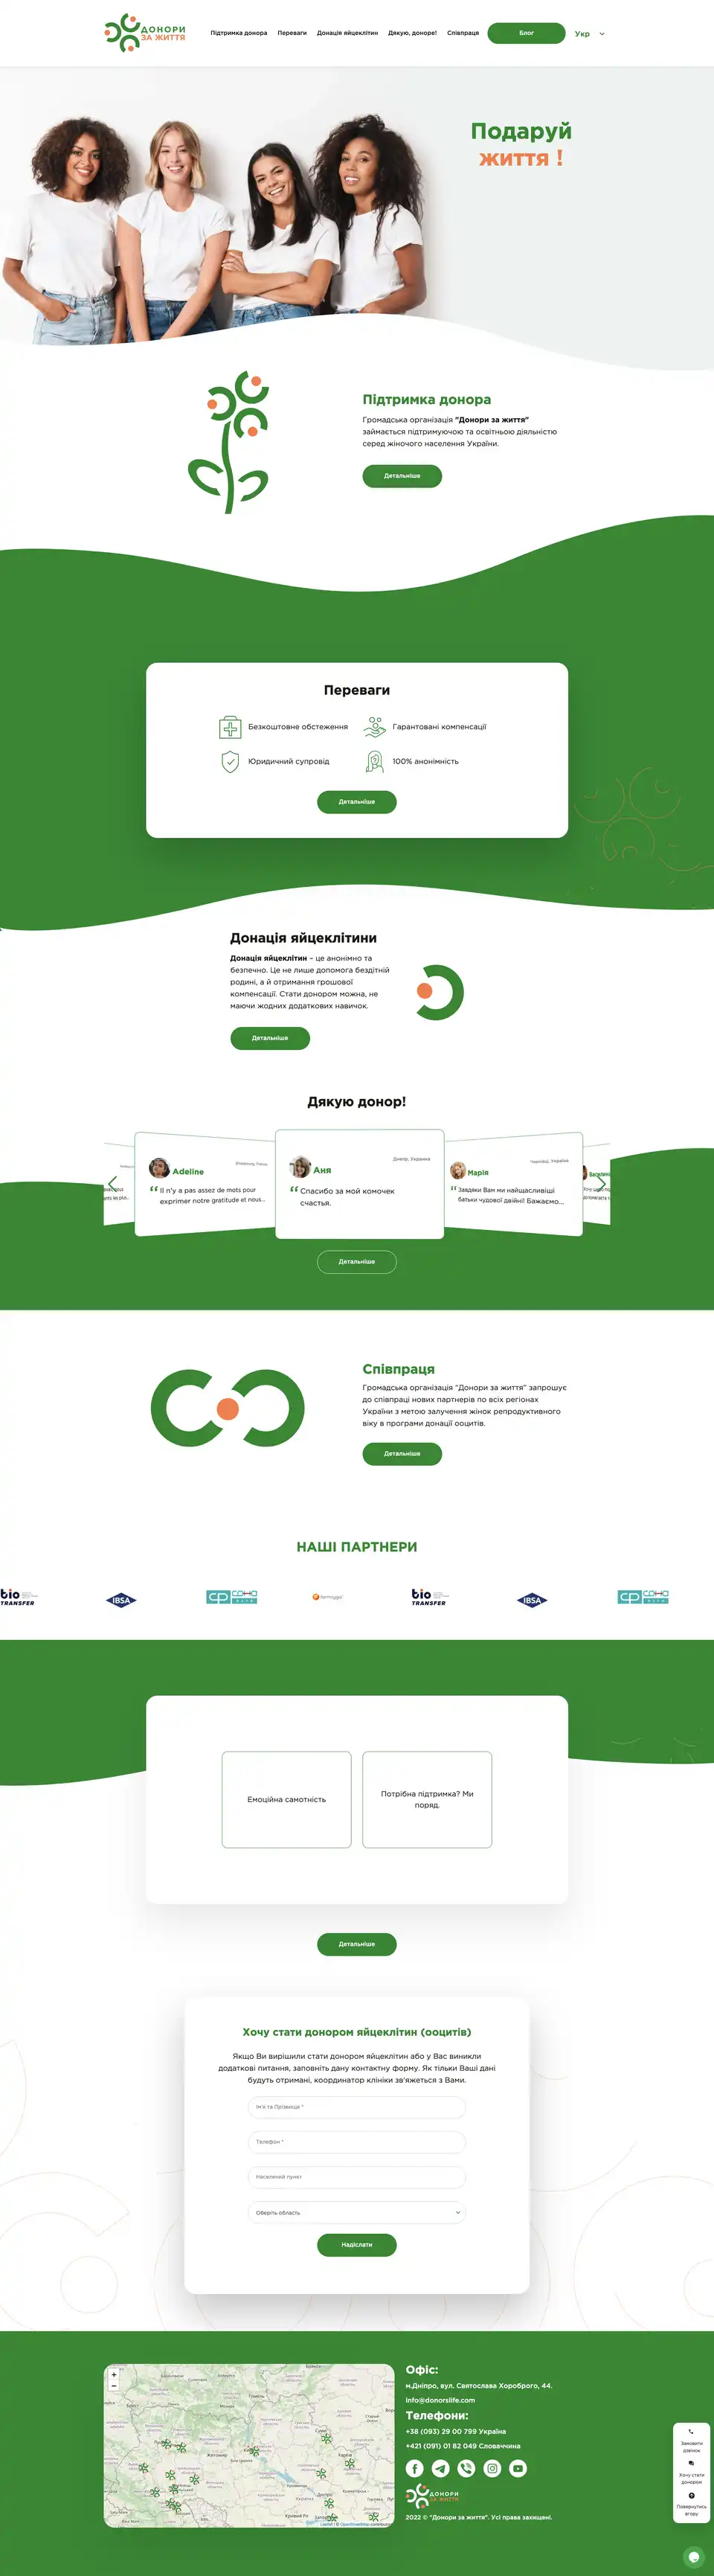 ДОНОРИ
ЗА ЖИТТЯ
Підтримка донора
Переваги
Донація яйцеклітин
Дякую, доноре!
Співпраця
Блог
Укр
Подаруй
життя !
Підтримка донора
Громадська організація "Донори за життя"
займається підтримуючою та освітньою діяльністю
серед жіночого населення України.
Детальніше
Переваги
Безкоштовне обстеження
Гарантовані компенсації
Юридичний супровід
100% анонімність
Детальніше
Донація яйцеклітини
Донація яйцеклітин – це анонімно та
безпечно. Це не лише допомога бездітній
родині, а й отримання грошової
компенсації. Стати донором можна, не
маючи жодних додаткових навичок.
Детальніше
Дякую донор!
Adeline
Strasbourg, France
Il n'y a pas assez de mots pour
exprimer notre gratitude et nous...
Аня
Днепр, Украина
Спасибо за мой комочек
счастья.
Марія
Чернівці, Україна
Завдяки Вам ми найщасливіші
батьки чудової двійні! Бажаємо...
Детальніше
Співпраця
Громадська організація "Донори за життя" запрошує
до співпраці нових партнерів по всіх регіонах
України з метою залучення жінок репродуктивного
віку в програми донації ооцитів.
Детальніше
НАШІ ПАРТНЕРИ
bio
TRANSFER
IBSA
bio
TRANSFER
IBSA
Емоційна самотність
Потрібна підтримка? Ми
поряд.
Детальніше
Хочу стати донором яйцеклітин (ооцитів)
Якщо Ви вирішили стати донором яйцеклітин або у Вас виникли
додаткові питання, заповніть дану контактну форму. Як тільки Ваші дані
будуть отримані, координатор клініки зв'яжеться з Вами.
Ім'я та Прізвище *
Телефон *
Населений пункт
Оберіть область
Надіслати
+
−
Офіс:
м.Дніпро, вул. Святослава Хороброго, 44.
Info@donorslife.com
Телефони:
+38 (093) 29 00 799 Україна
+421 (091) 01 82 049 Словаччина
ДОНОРИ
ЗА ЖИТТЯ
2022 © "Донори за життя". Усі права захищені.
Замовити
дзвінок
Хочу стати
донором
Повернутись
вгору